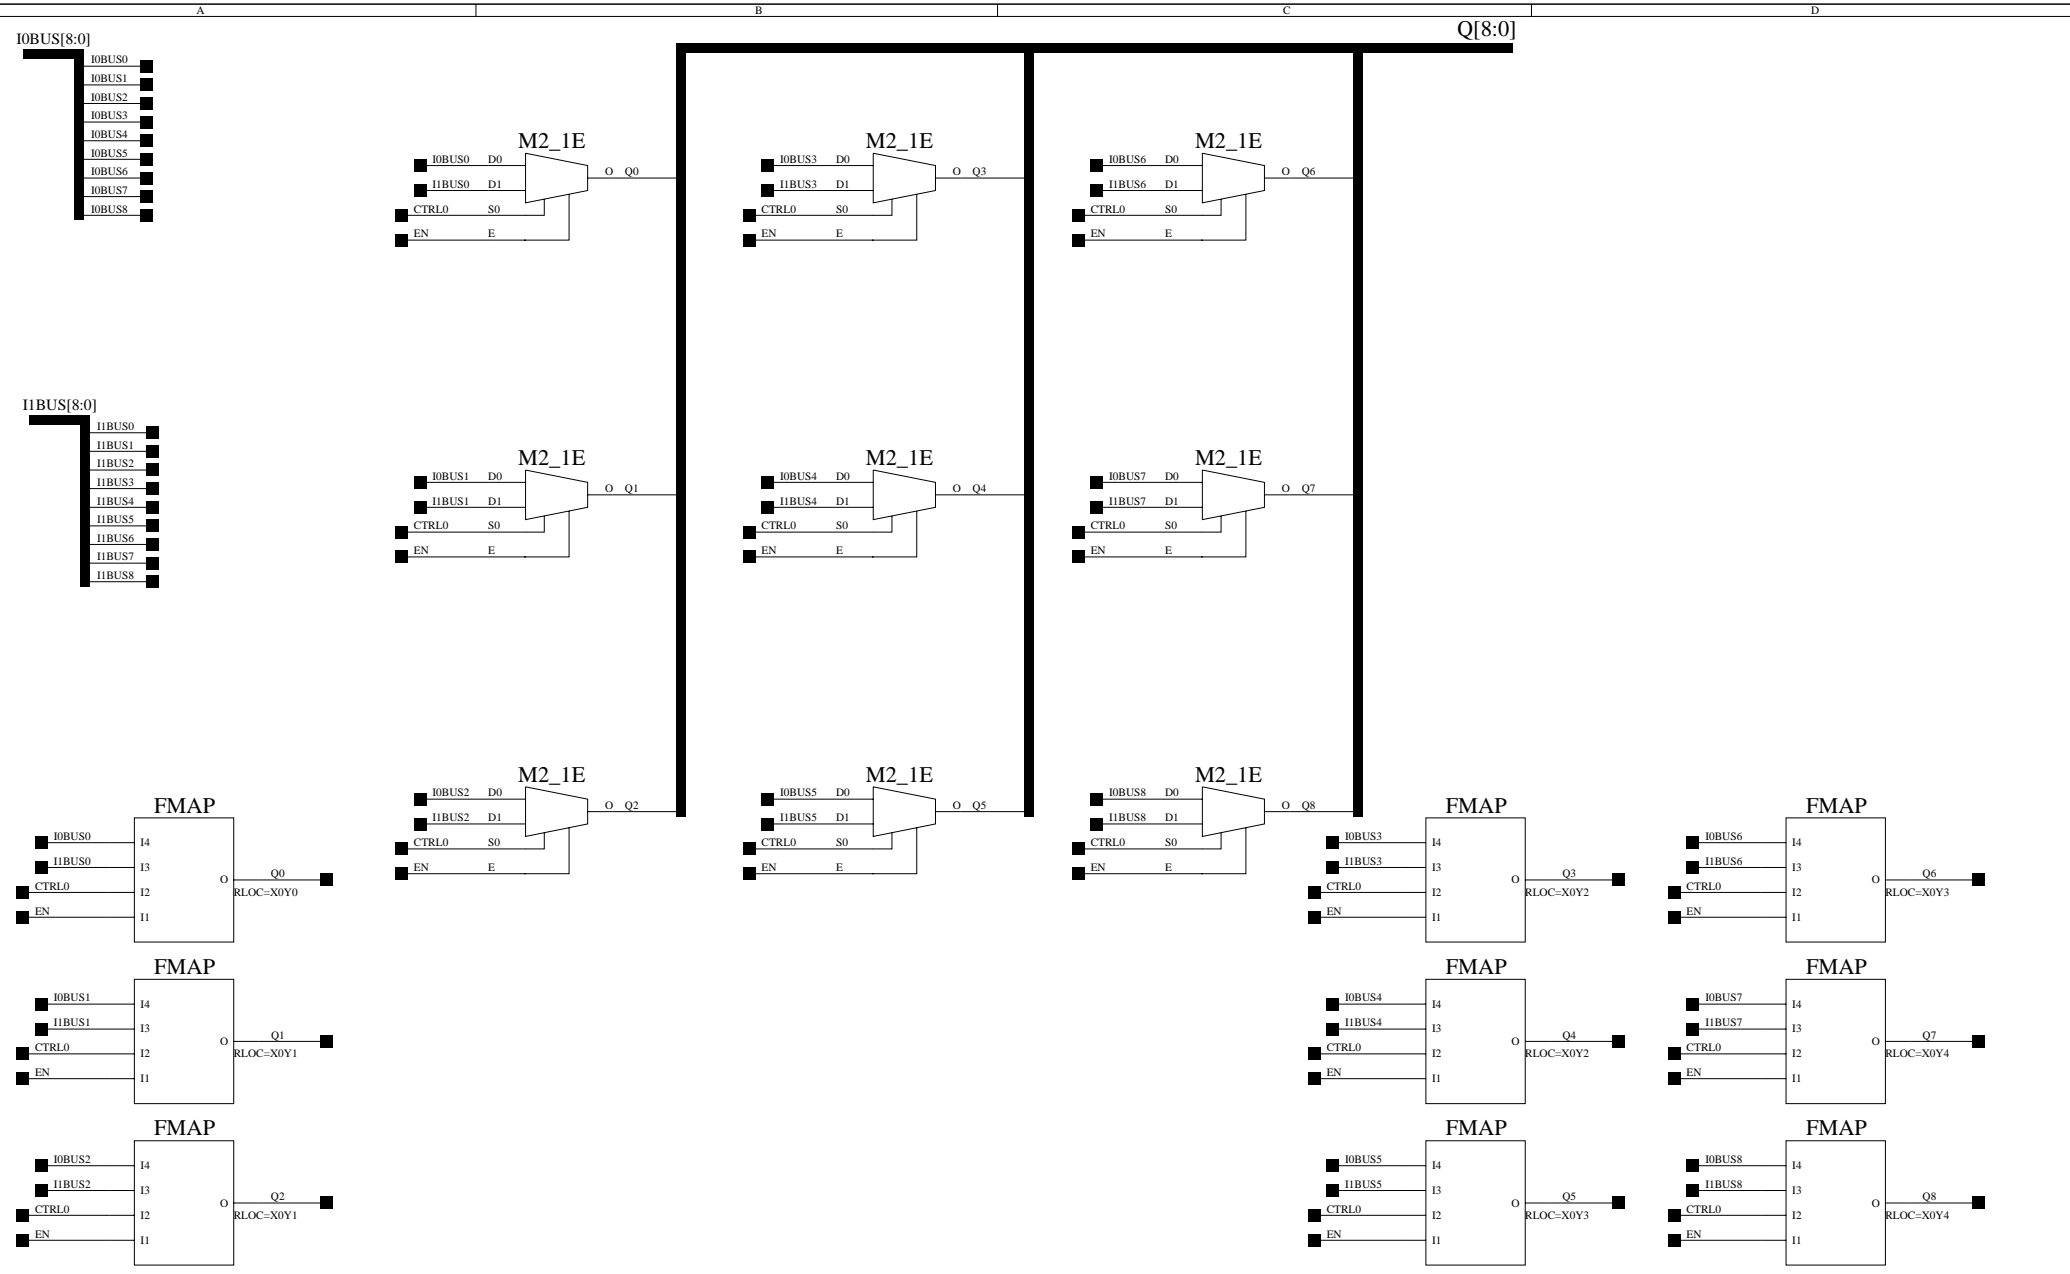 A B C D
I0BUS[8:0]
I0BUS0
I0BUS1
I0BUS2
I0BUS3
I0BUS4
I0BUS5
I0BUS6
I0BUS7
I0BUS8
I1BUS[8:0]
I1BUS0
I1BUS1
I1BUS2
I1BUS3
I1BUS4
I1BUS5
I1BUS6
I1BUS7
I1BUS8
Q[8:0]
M2_1E
I0BUS0 D0
I1BUS0 D1
CTRL0 S0
EN E
O Q0
M2_1E
I0BUS3 D0
I1BUS3 D1
CTRL0 S0
EN E
O Q3
M2_1E
I0BUS6 D0
I1BUS6 D1
CTRL0 S0
EN E
O Q6
M2_1E
I0BUS1 D0
I1BUS1 D1
CTRL0 S0
EN E
O Q1
M2_1E
I0BUS4 D0
I1BUS4 D1
CTRL0 S0
EN E
O Q4
M2_1E
I0BUS7 D0
I1BUS7 D1
CTRL0 S0
EN E
O Q7
M2_1E
I0BUS2 D0
I1BUS2 D1
CTRL0 S0
EN E
O Q2
M2_1E
I0BUS5 D0
I1BUS5 D1
CTRL0 S0
EN E
O Q5
M2_1E
I0BUS8 D0
I1BUS8 D1
CTRL0 S0
EN E
O Q8
FMAP
I0BUS0 I4
I1BUS0 I3
CTRL0 I2
EN I1
O Q0
RLOC=X0Y0
FMAP
I0BUS3 I4
I1BUS3 I3
CTRL0 I2
EN I1
O Q3
RLOC=X0Y2
FMAP
I0BUS6 I4
I1BUS6 I3
CTRL0 I2
EN I1
O Q6
RLOC=X0Y3
FMAP
I0BUS1 I4
I1BUS1 I3
CTRL0 I2
EN I1
O Q1
RLOC=X0Y1
FMAP
I0BUS4 I4
I1BUS4 I3
CTRL0 I2
EN I1
O Q4
RLOC=X0Y2
FMAP
I0BUS7 I4
I1BUS7 I3
CTRL0 I2
EN I1
O Q7
RLOC=X0Y4
FMAP
I0BUS2 I4
I1BUS2 I3
CTRL0 I2
EN I1
O Q2
RLOC=X0Y1
FMAP
I0BUS5 I4
I1BUS5 I3
CTRL0 I2
EN I1
O Q5
RLOC=X0Y3
FMAP
I0BUS8 I4
I1BUS8 I3
CTRL0 I2
EN I1
O Q8
RLOC=X0Y4